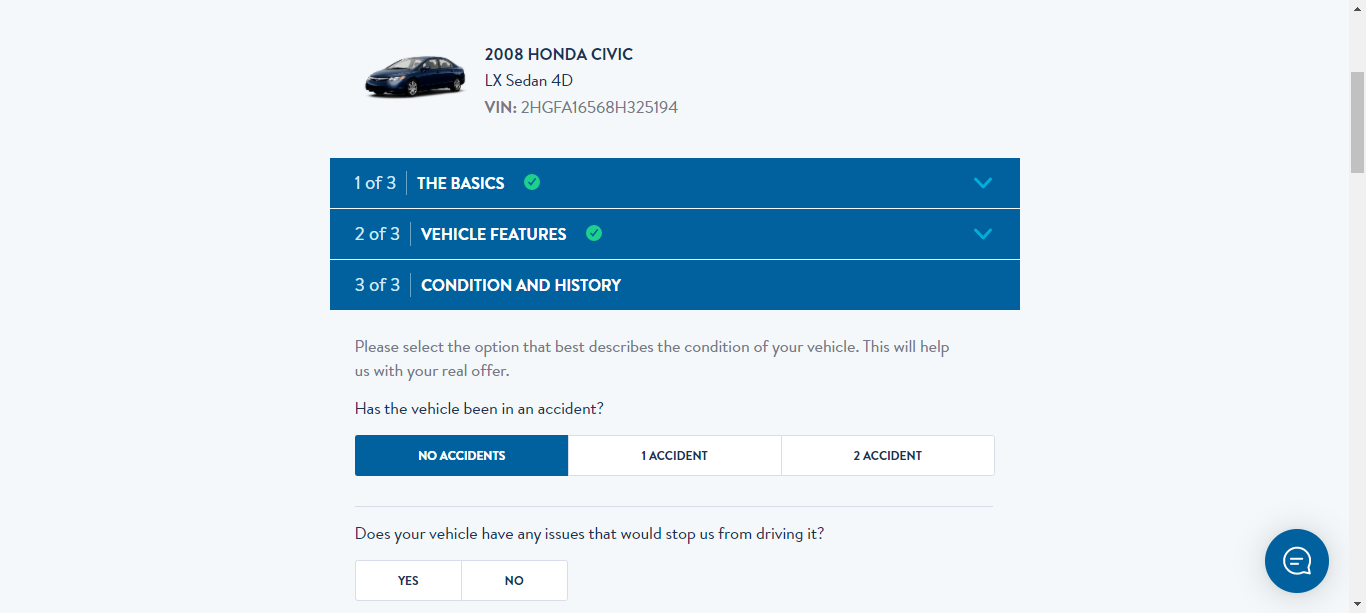 2008 HONDA CIVIC
LX Sedan 4D
VIN: 2HGFA16568H325194
1 of 3 THE BASICS
2 of 3 VEHICLE FEATURES
3 of 3 CONDITION AND HISTORY
Please select the option that best describes the condition of your vehicle. This will help
us with your real offer.
Has the vehicle been in an accident?
NO ACCIDENTS 1 ACCIDENT 2 ACCIDENT
Does your vehicle have any issues that would stop us from driving it?
YES NO